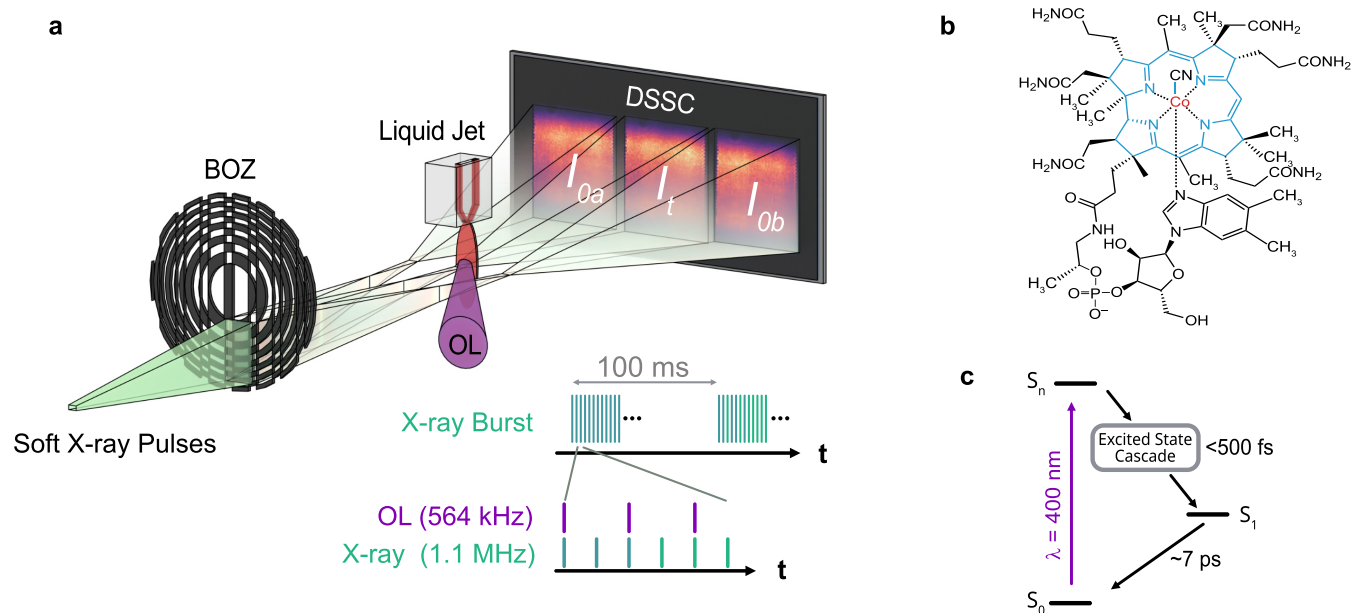 a
BOZ
Liquid Jet
DSSC
I0a
It
I0b
OL
Soft X-ray Pulses
100 ms
X-ray Burst
...
...
t
OL (564 kHz)
X-ray (1.1 MHz)
t
b
H₂NOC
CH₃
CH₃
CONH₂
H₂NOC
CN
CONH₂
N
N
H₃C
Co
H₃C
N
N
CH₃
H₂NOC
CH₃
CH₃
CONH₂
O
N
CH₃
NH
HO
N
CH₃
H₃C
O
O
O=P
O
O⁻
OH
c
Sn
Excited State
Cascade
<500 fs
λ = 400 nm
S₁
~7 ps
S₀